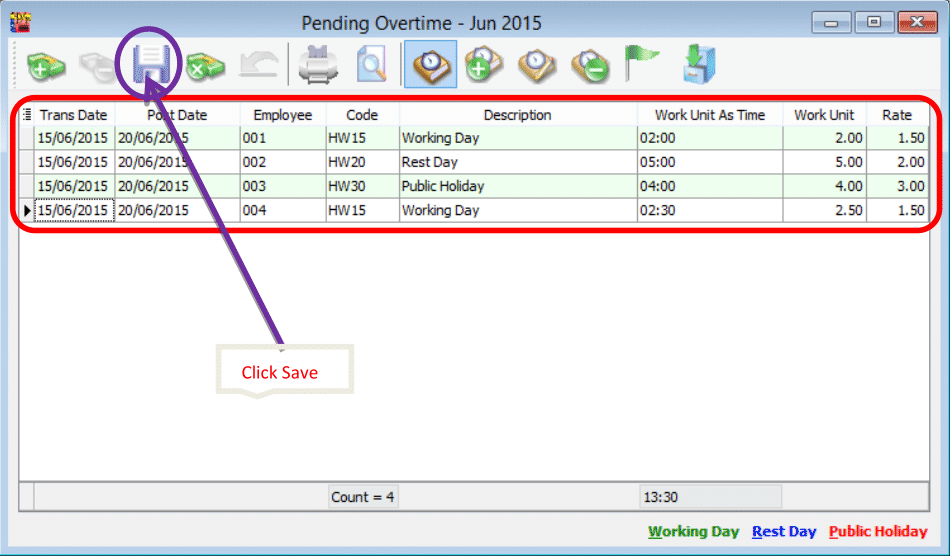 Pending Overtime - Jun 2015
Trans Date Post Date Employee Code Description Work Unit As Time Work Unit Rate
15/06/2015 20/06/2015 001 HW15 Working Day 02:00 2.00 1.50
15/06/2015 20/06/2015 002 HW20 Rest Day 05:00 5.00 2.00
15/06/2015 20/06/2015 003 HW30 Public Holiday 04:00 4.00 3.00
15/06/2015 20/06/2015 004 HW15 Working Day 02:30 2.50 1.50
Click Save
Count = 4 13:30
Working Day Rest Day Public Holiday